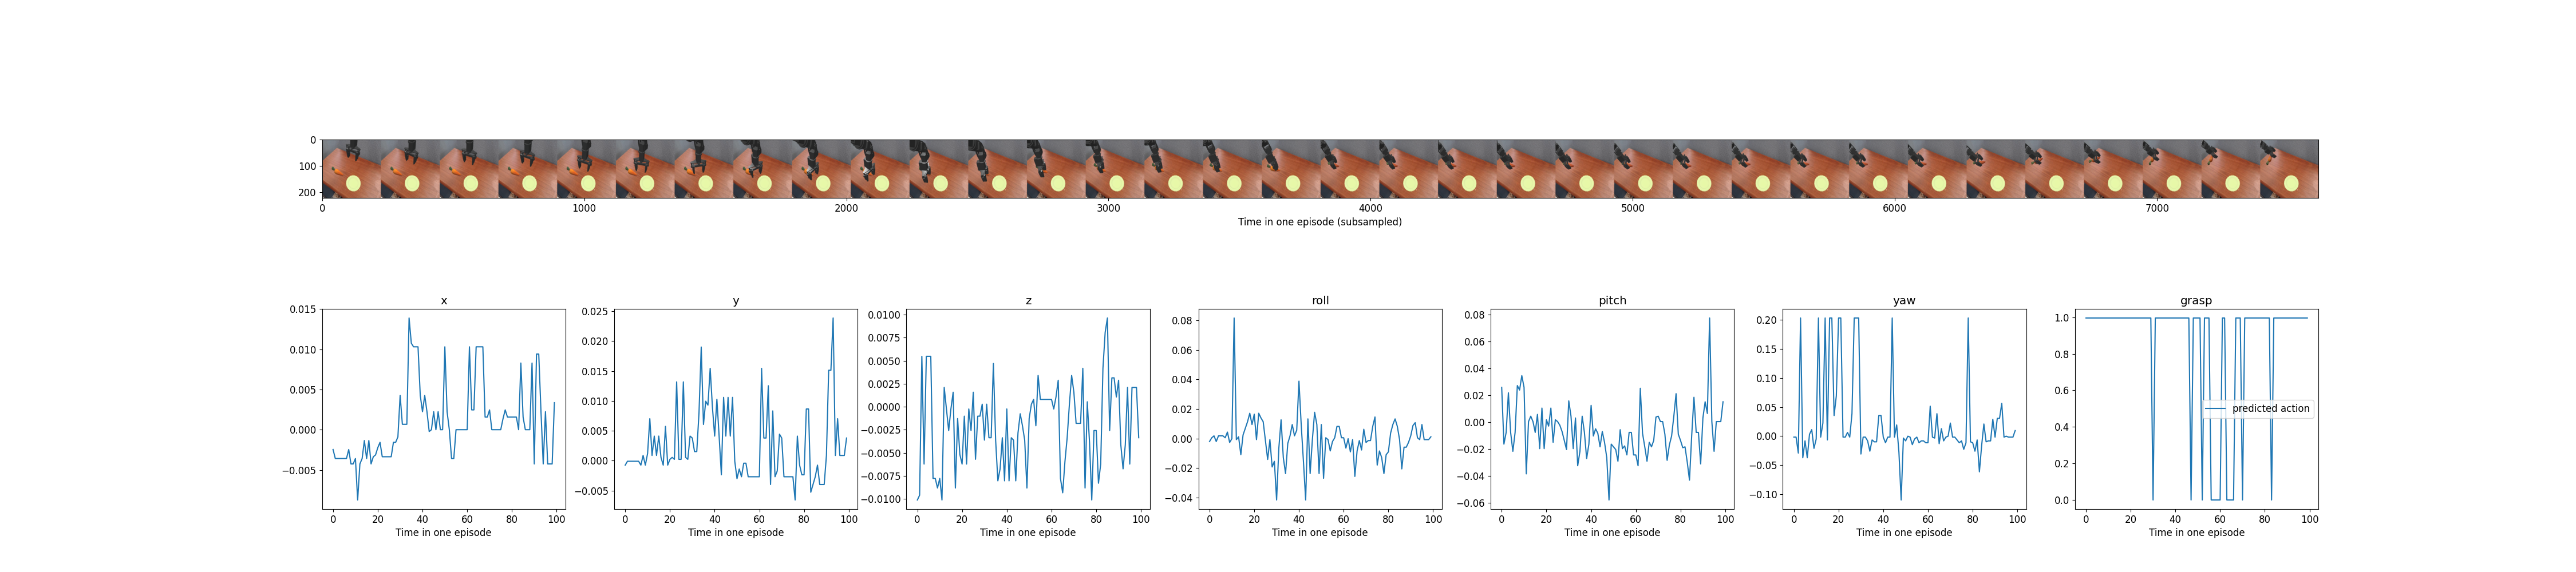 0
100
200
0 1000 2000 3000 4000 5000 6000 7000
Time in one episode (subsampled)
x y z roll pitch yaw grasp
0.015
0.010
0.005
0.000
−0.005
0 20 40 60 80 100
Time in one episode
0.025
0.020
0.015
0.010
0.005
0.000
−0.005
0 20 40 60 80 100
Time in one episode
0.0100
0.0075
0.0050
0.0025
0.0000
−0.0025
−0.0050
−0.0075
−0.0100
0 20 40 60 80 100
Time in one episode
0.08
0.06
0.04
0.02
0.00
−0.02
−0.04
0 20 40 60 80 100
Time in one episode
0.08
0.06
0.04
0.02
0.00
−0.02
−0.04
−0.06
0 20 40 60 80 100
Time in one episode
0.20
0.15
0.10
0.05
0.00
−0.05
−0.10
0 20 40 60 80 100
Time in one episode
1.0
0.8
0.6
0.4
0.2
0.0
predicted action
0 20 40 60 80 100
Time in one episode